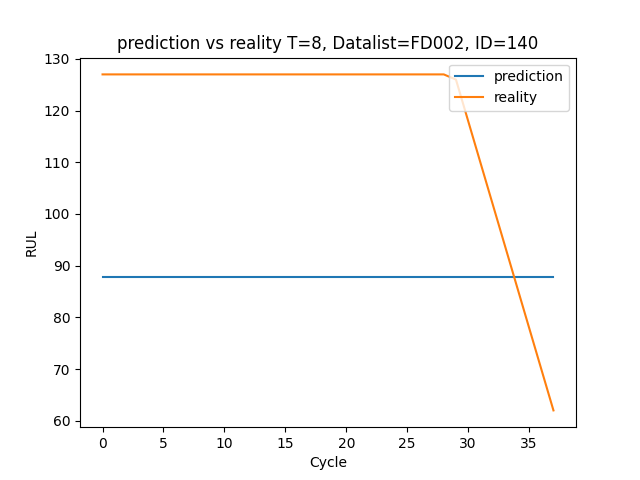 prediction vs reality T=8, Datalist=FD002, ID=140
prediction
reality
130
120
110
100
90
80
70
60
RUL
0 5 10 15 20 25 30 35
Cycle